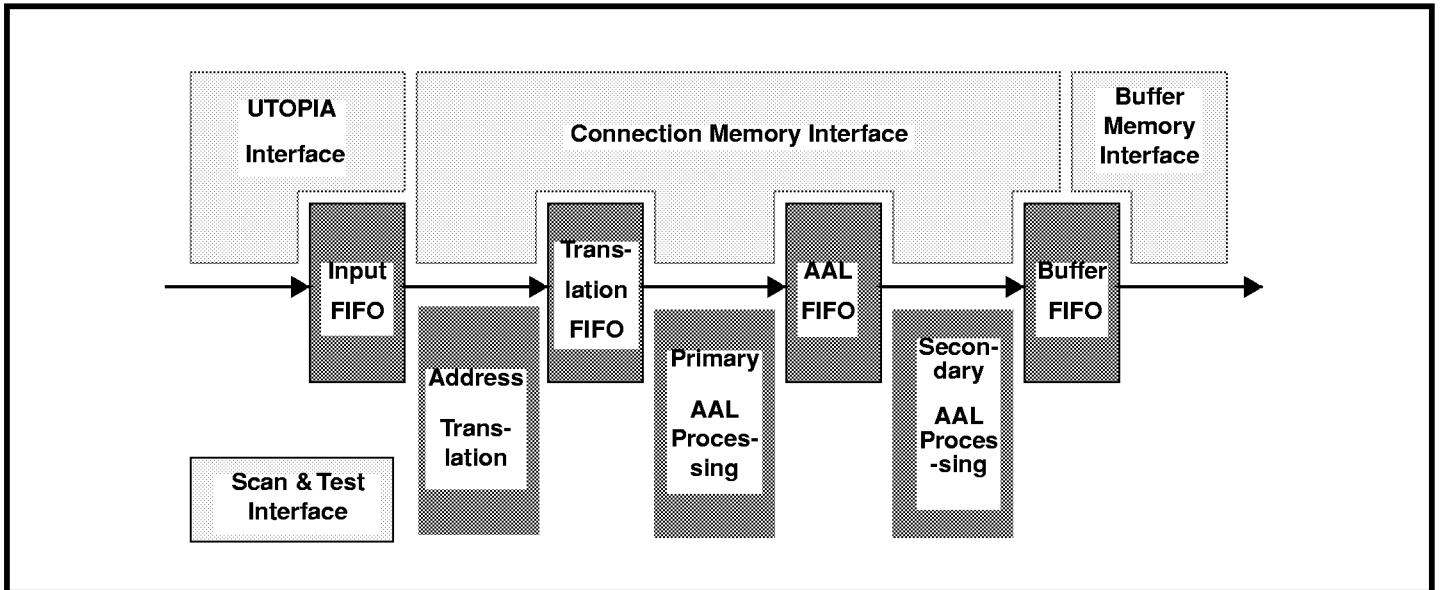 UTOPIA
Interface
Connection Memory Interface
Buffer
Memory
Interface
Input
FIFO
Trans-
lation
FIFO
AAL
FIFO
Buffer
FIFO
Address
Trans-
lation
Primary
AAL
Proces-
sing
Secon-
dary
AAL
Proces
-sing
Scan & Test
Interface